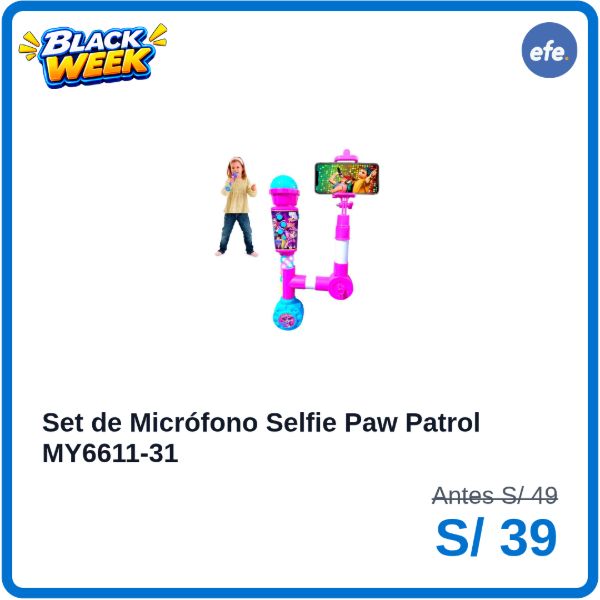 BLACK
WEEK
efe.
Set de Micrófono Selfie Paw Patrol
MY6611-31
Antes S/ 49
S/ 39